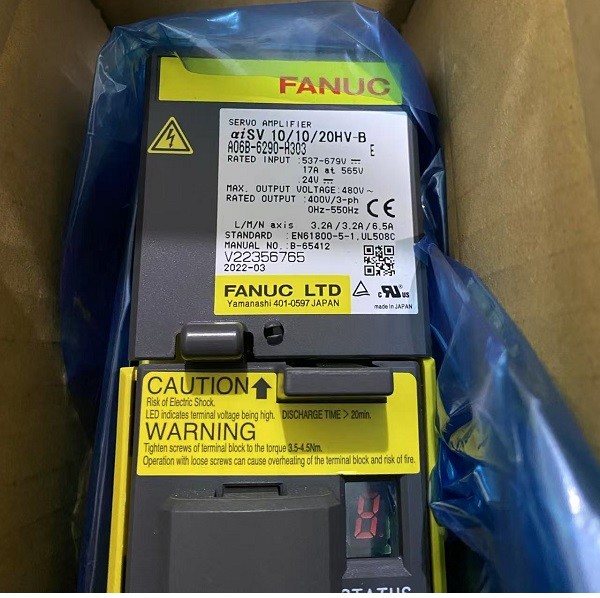 FANUC
SERVO AMPLIFIER
αiSV 10/10/20HV-B
A06B-6290-H303 E
RATED INPUT :537-679V
17A at 565V
:24V
MAX. OUTPUT VOLTAGE:480V~
RATED OUTPUT :400V/3-ph
0Hz-550Hz
CE
L/M/N axis 3.2A/3.2A/6.5A
STANDARD :EN61800-5-1.UL508C
MANUAL NO.:B-65412
V22356765
2022-03
FANUC LTD
Yamanashi 401-0597 JAPAN
c UR us
made in JAPAN
CAUTION
Risk of Electric Shock.
LED indicates terminal voltage being high. DISCHARGE TIME > 20min.
WARNING
Tighten screws of terminal block to the torque 3.5-4.5Nm.
Operation with loose screws can cause overheating of the terminal block and risk of fire.
8
STATUS